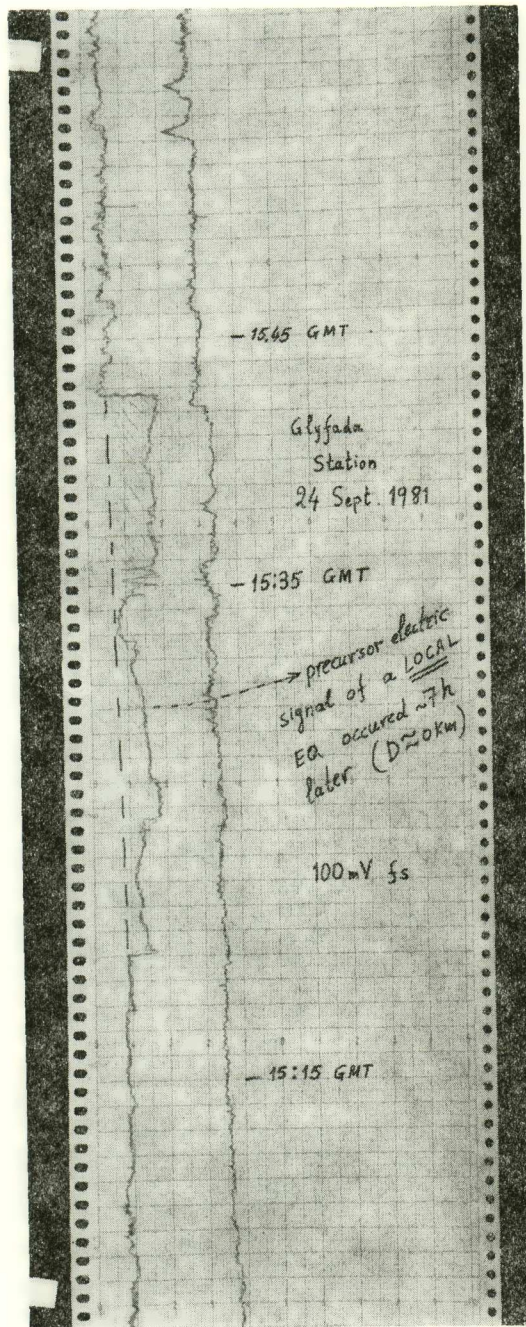 - 15.45 GMT
Glyfada
Station
24 Sept. 1981
- 15:35 GMT
precursor electric
signal of a LOCAL
EQ occured ~7h
later (D≈0km)
100mV fs
- 15:15 GMT